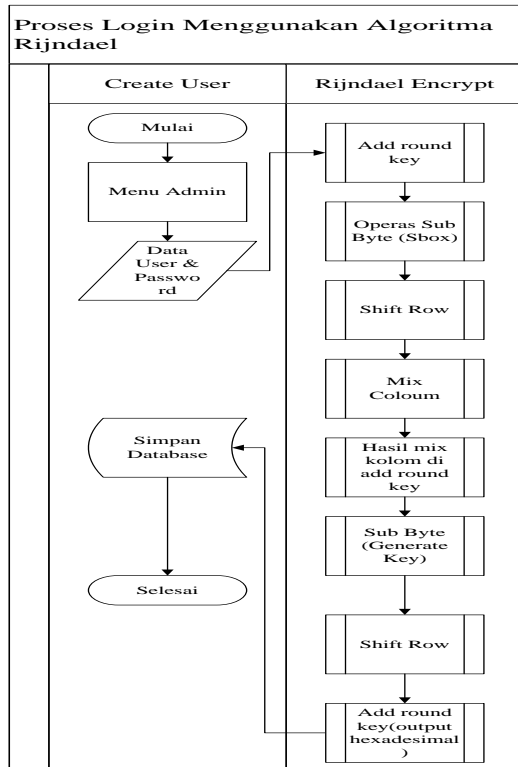 Proses Login Menggunakan Algoritma
Rijndael
Create User
Rijndael Encrypt
Mulai
Menu Admin
Data
User &
Passwo
rd
Simpan
Database
Selesai
Add round
key
Operas Sub
Byte (Sbox)
Shift Row
Mix
Coloum
Hasil mix
kolom di
add round
key
Sub Byte
(Generate
Key)
Shift Row
Add round
key(output
hexadesimal
)